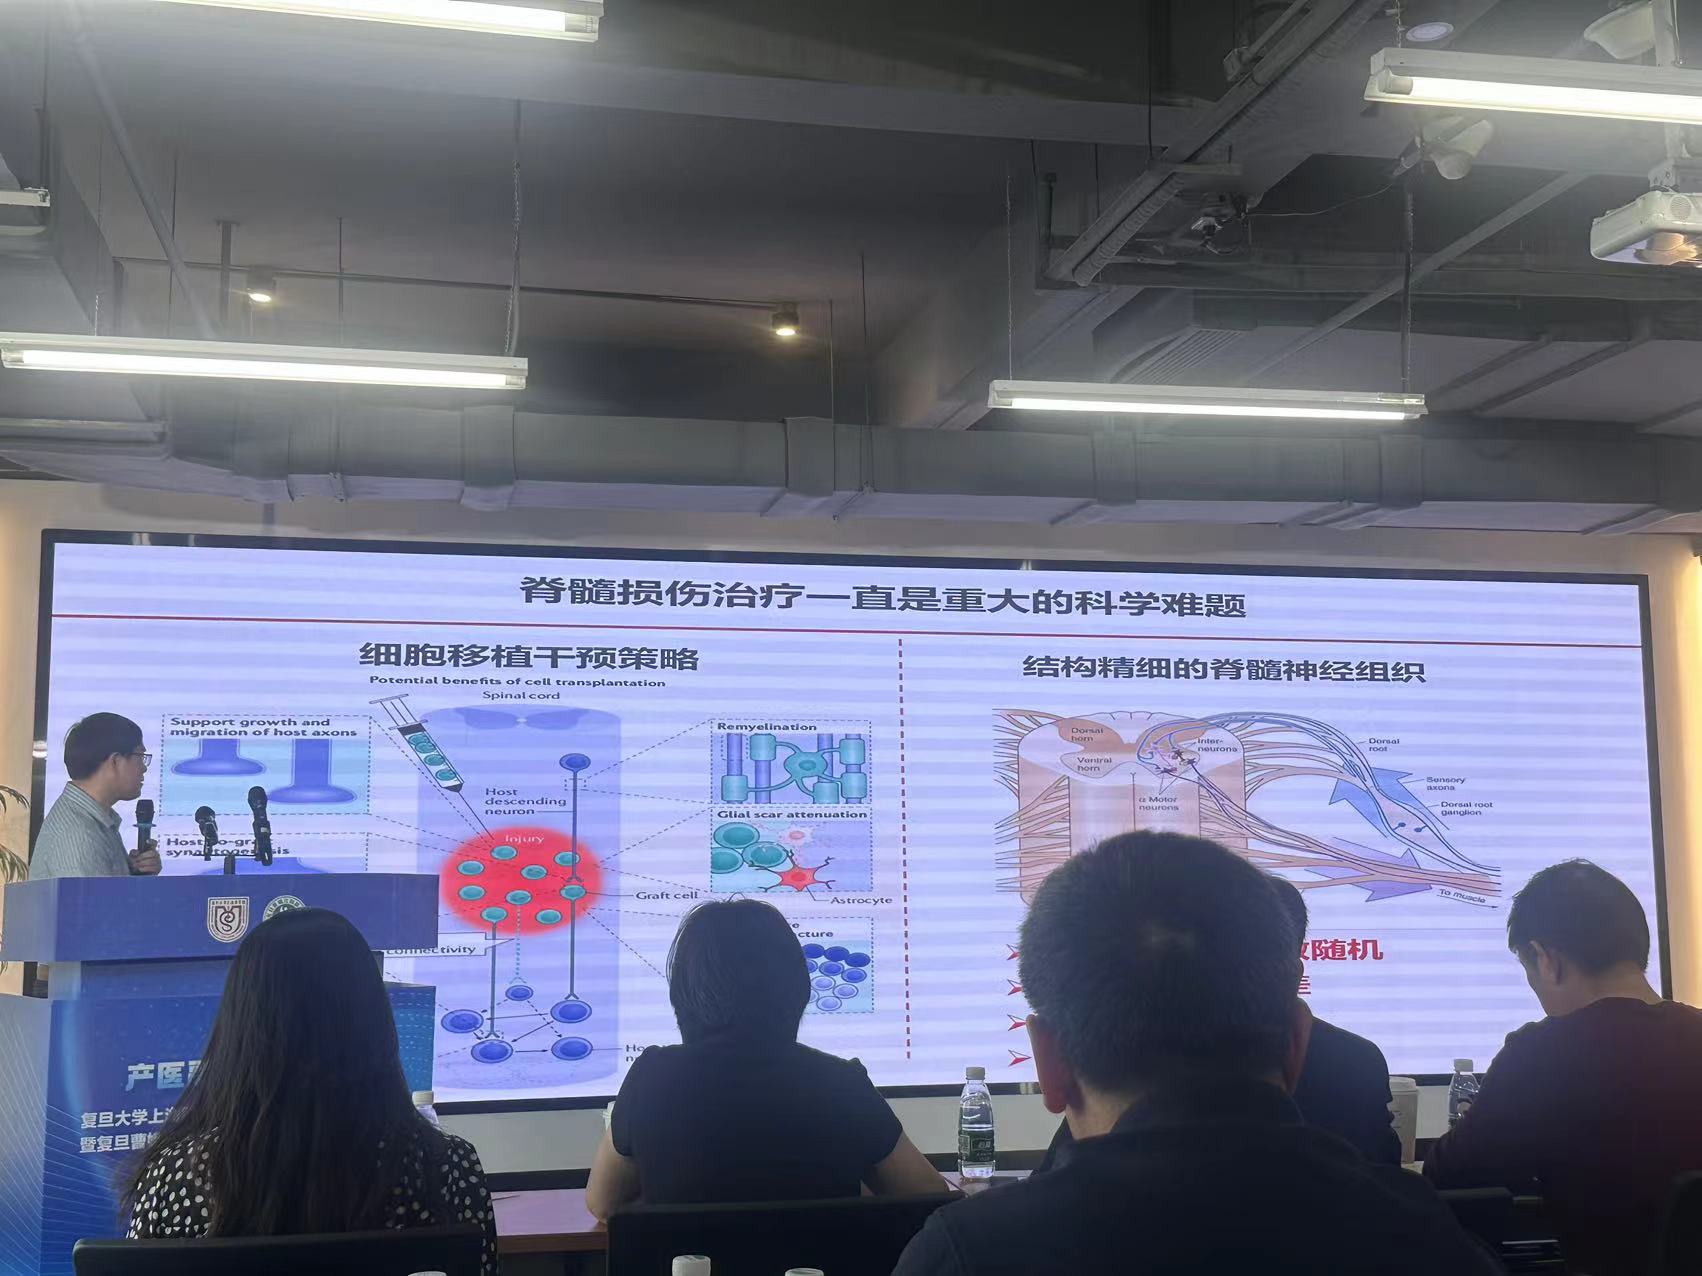 脊髓损伤治疗一直是重大的科学难题
细胞移植干预策略
Potential benefits of cell transplantation
Spinal cord
Support growth and
migration of host axons
Host
descending
neuron
Injury
Remyelination
Glial scar attenuation
Graft cell
Astrocyte
connectivity
结构精细的脊髓神经组织
Dorsal
horn
Ventral
horn
Inter-
neurons
α Motor
neurons
Dorsal
root
Sensory
axons
Dorsal root
ganglion
To muscle
随机
产医
复旦大学上
暨复旦曹